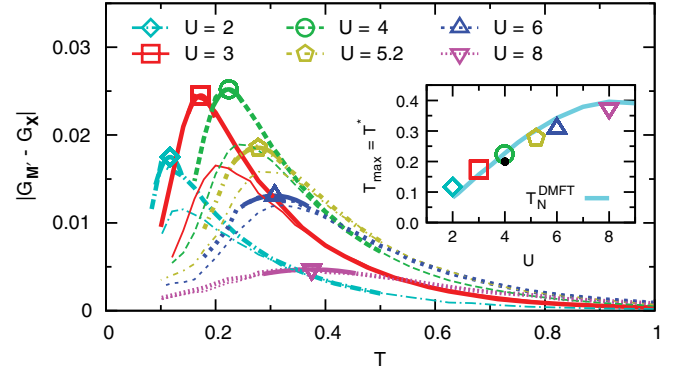 U = 2 U = 4 U = 6
U = 3 U = 5.2 U = 8
0.03
0.02
0.01
0
|G_M' - G_X|
0 0.2 0.4 0.6 0.8 1
T
0.4
0.3
0.2
0.1
0.0
T_max = T^*
T_N^DMFT
2 4 6 8
U